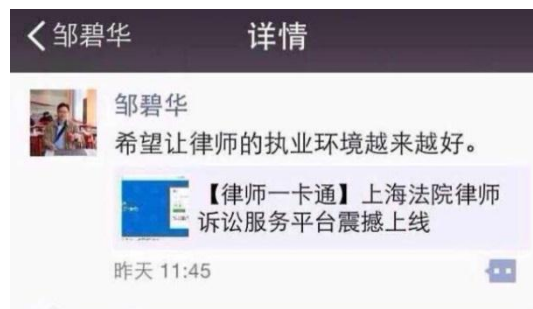 邹碧华
详情
邹碧华
希望让律师的执业环境越来越好。
【律师一卡通】上海法院律师
诉讼服务平台震撼上线
昨天 11:45